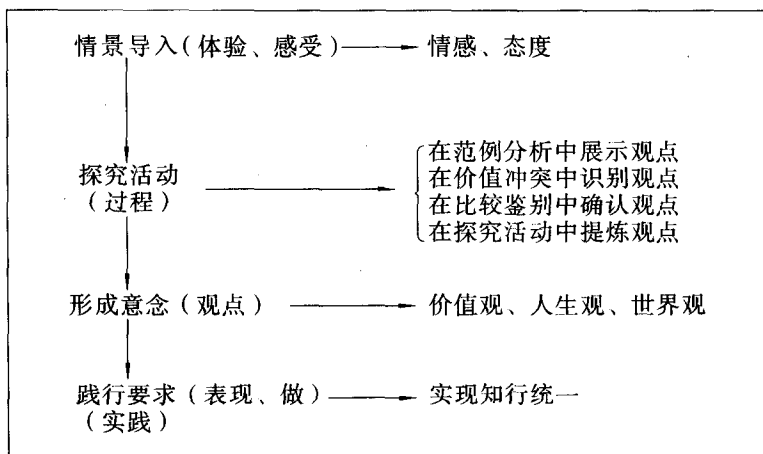 情景导入(体验、感受) 情感、态度
在范例分析中展示观点
探究活动 在价值冲突中识别观点
(过程) 在比较鉴别中确认观点
在探究活动中提炼观点
形成意念(观点) 价值观、人生观、世界观
践行要求(表现、做) 实现知行统一
(实践)